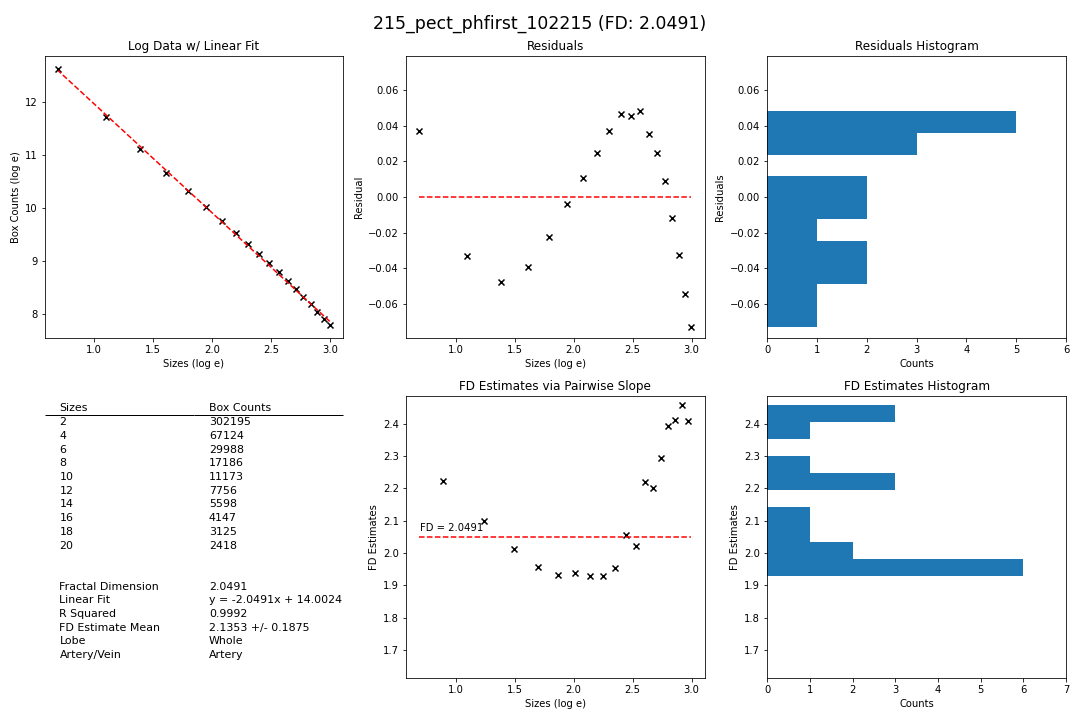 215_pect_phfirst_102215 (FD: 2.0491)
Log Data w/ Linear Fit
Box Counts (log e)
12
11
10
9
8
1.0 1.5 2.0 2.5 3.0
Sizes (log e)
Residuals
Residual
0.06
0.04
0.02
0.00
−0.02
−0.04
−0.06
1.0 1.5 2.0 2.5 3.0
Sizes (log e)
Residuals Histogram
Residuals
0.06
0.04
0.02
0.00
−0.02
−0.04
−0.06
0 1 2 3 4 5 6
Counts
Sizes Box Counts
2 302195
4 67124
6 29988
8 17186
10 11173
12 7756
14 5598
16 4147
18 3125
20 2418
Fractal Dimension 2.0491
Linear Fit y = -2.0491x + 14.0024
R Squared 0.9992
FD Estimate Mean 2.1353 +/- 0.1875
Lobe Whole
Artery/Vein Artery
FD Estimates via Pairwise Slope
FD Estimates
2.4
2.3
2.2
2.1
2.0
1.9
1.8
1.7
FD = 2.0491
1.0 1.5 2.0 2.5 3.0
Sizes (log e)
FD Estimates Histogram
FD Estimates
2.4
2.3
2.2
2.1
2.0
1.9
1.8
1.7
0 1 2 3 4 5 6 7
Counts